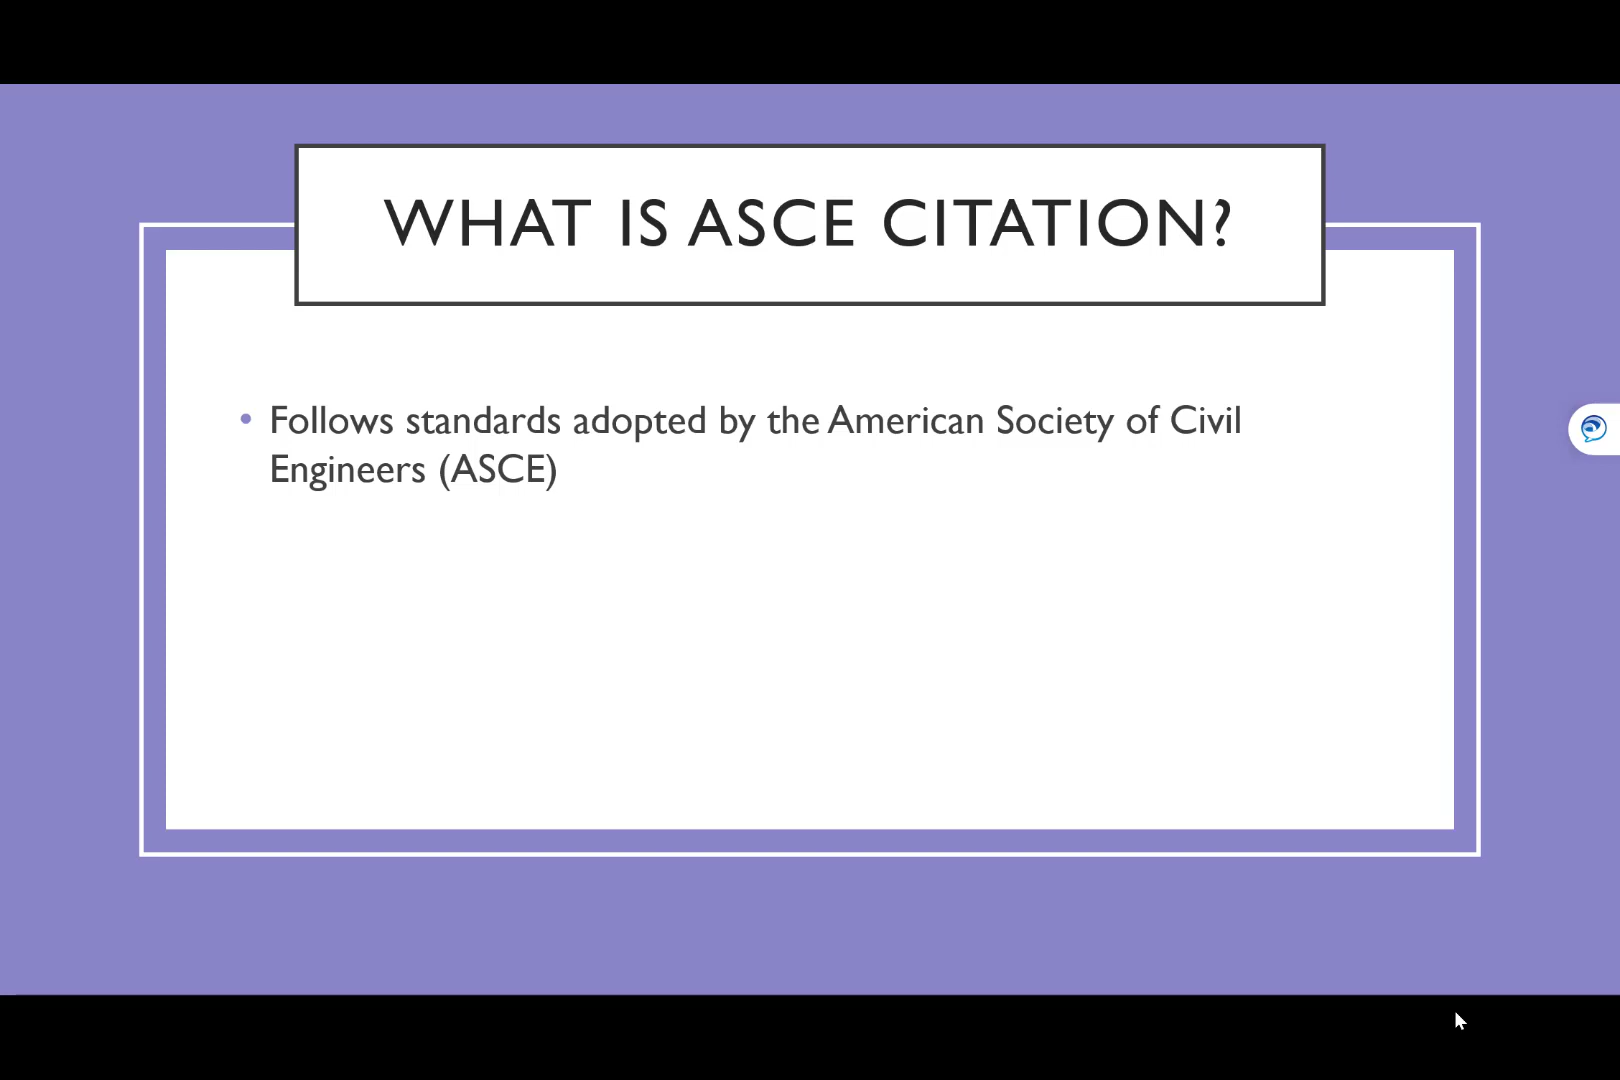 WHAT IS ASCE CITATION?
• Follows standards adopted by the American Society of Civil
Engineers (ASCE)